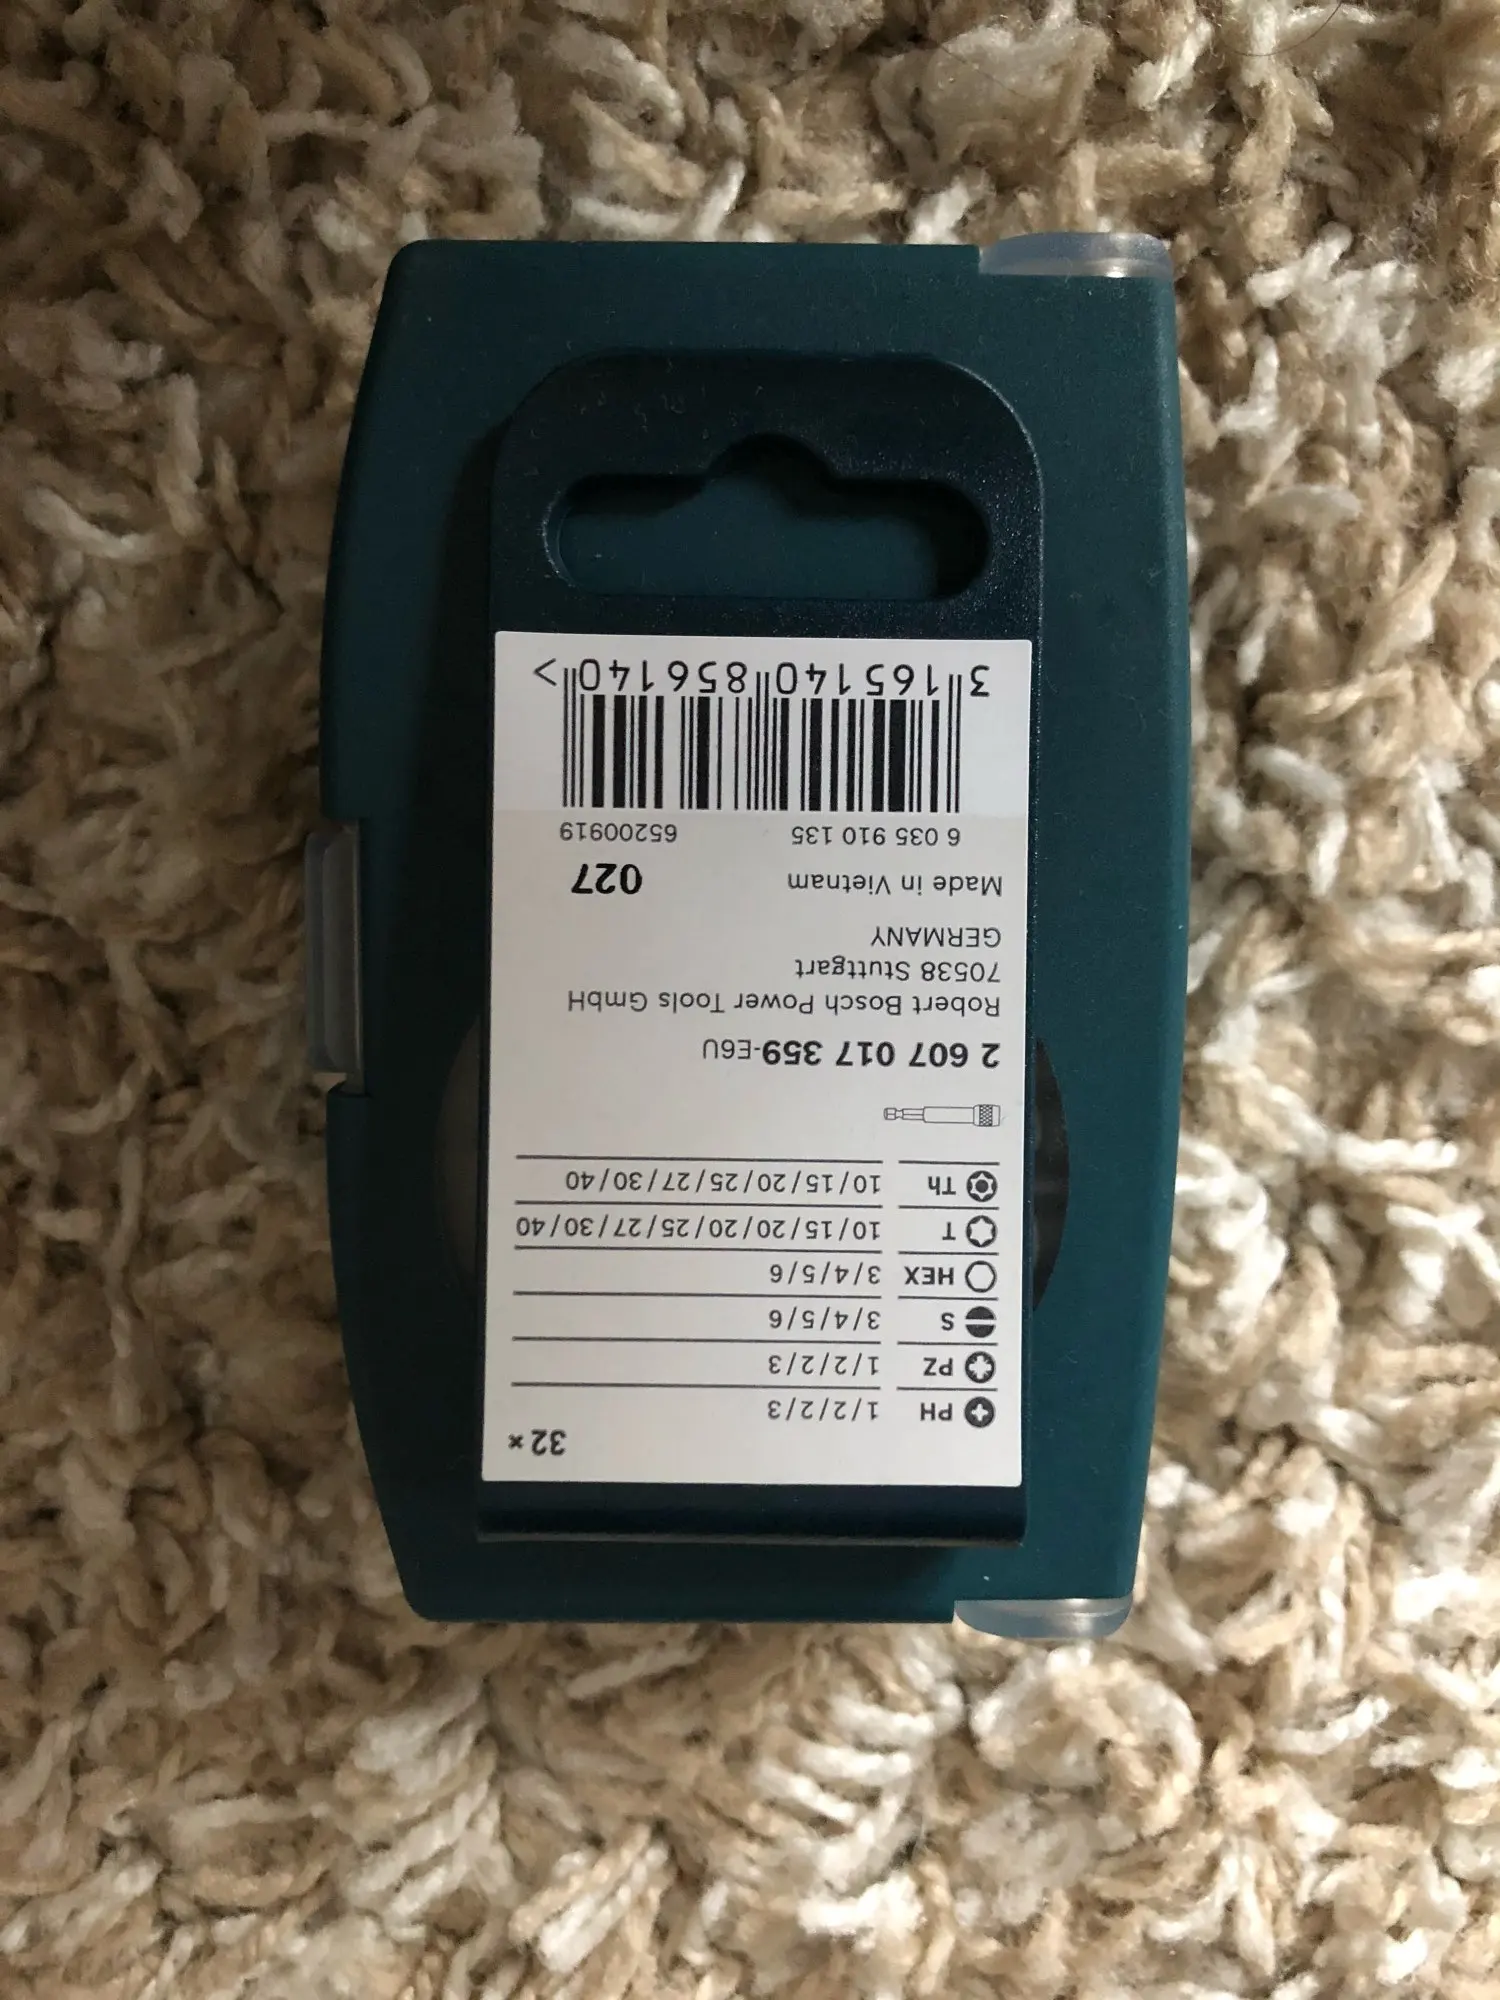 32 ×
PH 1/2/2/3
PZ 1/2/2/3
S 3/4/5/6
HEX 3/4/5/6
T 10/15/20/20/25/27/30/40
Th 10/15/20/25/27/30/40
2 607 017 359-E6U
Robert Bosch Power Tools GmbH
70538 Stuttgart
GERMANY
Made in Vietnam 027
6 035 910 135 65200919
3 165140 856140 >